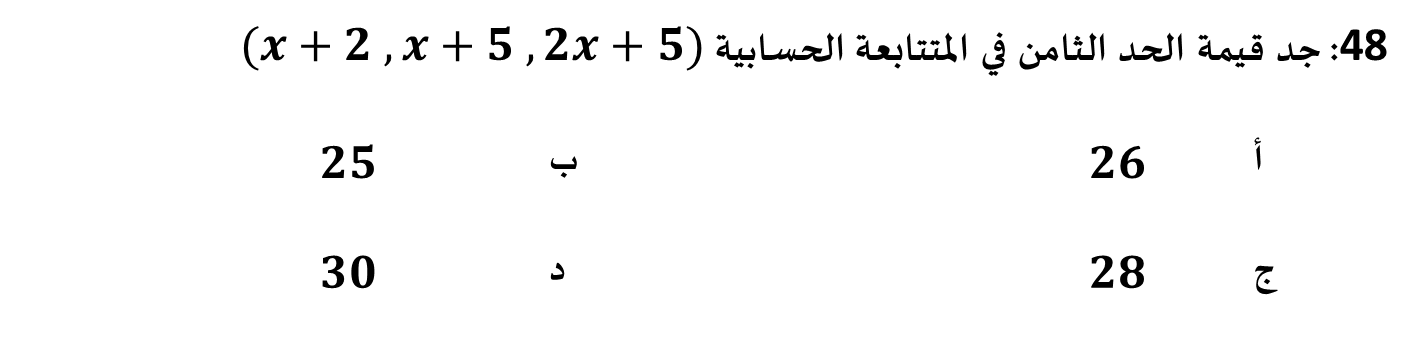 48: جد قيمة الحد الثامن في المتتابعة الحسابية (x + 2 , x + 5 , 2x + 5)
أ 26 ب 25
ج 28 د 30